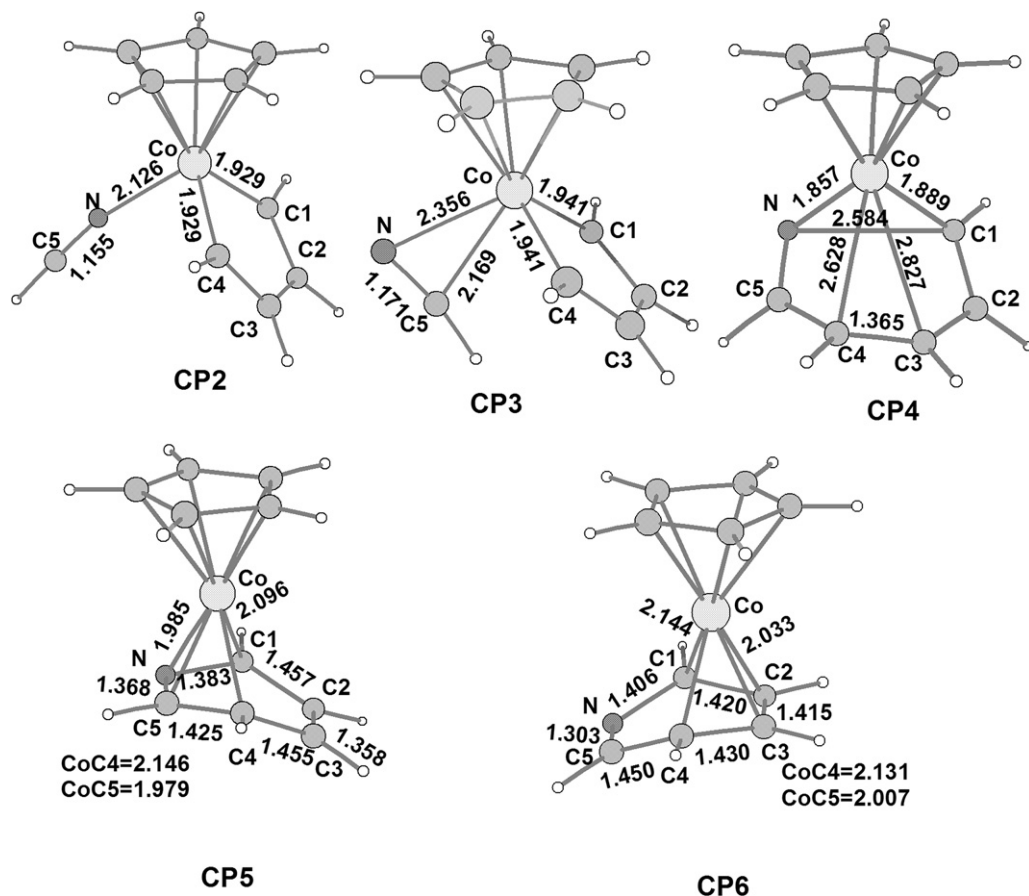 Co
2.126
1.929
N
1.929
C1
C5
1.155
C2
C4
C3
CP2
Co
1.941
N
2.356
C1
1.941
2.169
1.171
C5
C2
C4
C3
CP3
Co
1.857
1.889
N
2.584
C1
2.628
2.827
C5
C2
1.365
C4
C3
CP4
Co
2.096
1.985
N
C1
1.383
1.457
1.368
C2
C5
1.425
C4
1.455
1.358
C3
CoC4=2.146
CoC5=1.979
CP5
Co
2.144
2.033
C1
C2
1.406
N
1.420
1.415
1.303
C5
C3
1.430
1.450
C4
CoC4=2.131
CoC5=2.007
CP6